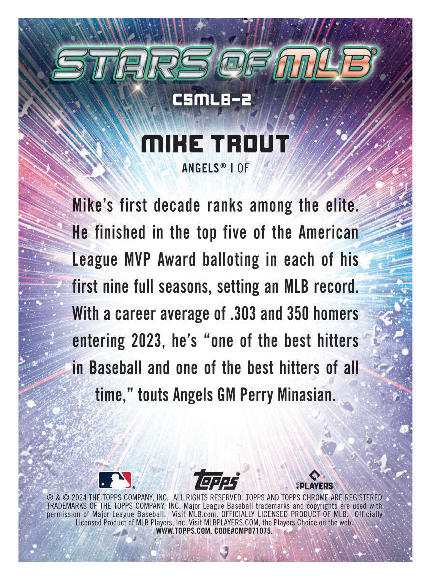 STARS OF MLB®
CSMLB-2
MIKE TROUT
ANGELS® | OF
Mike's first decade ranks among the elite.
He finished in the top five of the American
League MVP Award balloting in each of his
first nine full seasons, setting an MLB record.
With a career average of .303 and 350 homers
entering 2023, he's “one of the best hitters
in Baseball and one of the best hitters of all
time,” touts Angels GM Perry Minasian.
Topps®
MLB PLAYERS
® & © 2024 THE TOPPS COMPANY, INC. ALL RIGHTS RESERVED. TOPPS AND TOPPS CHROME ARE REGISTERED
TRADEMARKS OF THE TOPPS COMPANY, INC. Major League Baseball trademarks and copyrights are used with
permission of Major League Baseball. Visit MLB.com. OFFICIALLY LICENSED PRODUCT OF MLB. Officially
Licensed Product of MLB Players, Inc. Visit MLBPLAYERS.COM, the Players Choice on the web.
WWW.TOPPS.COM. CODE#CMP071073.